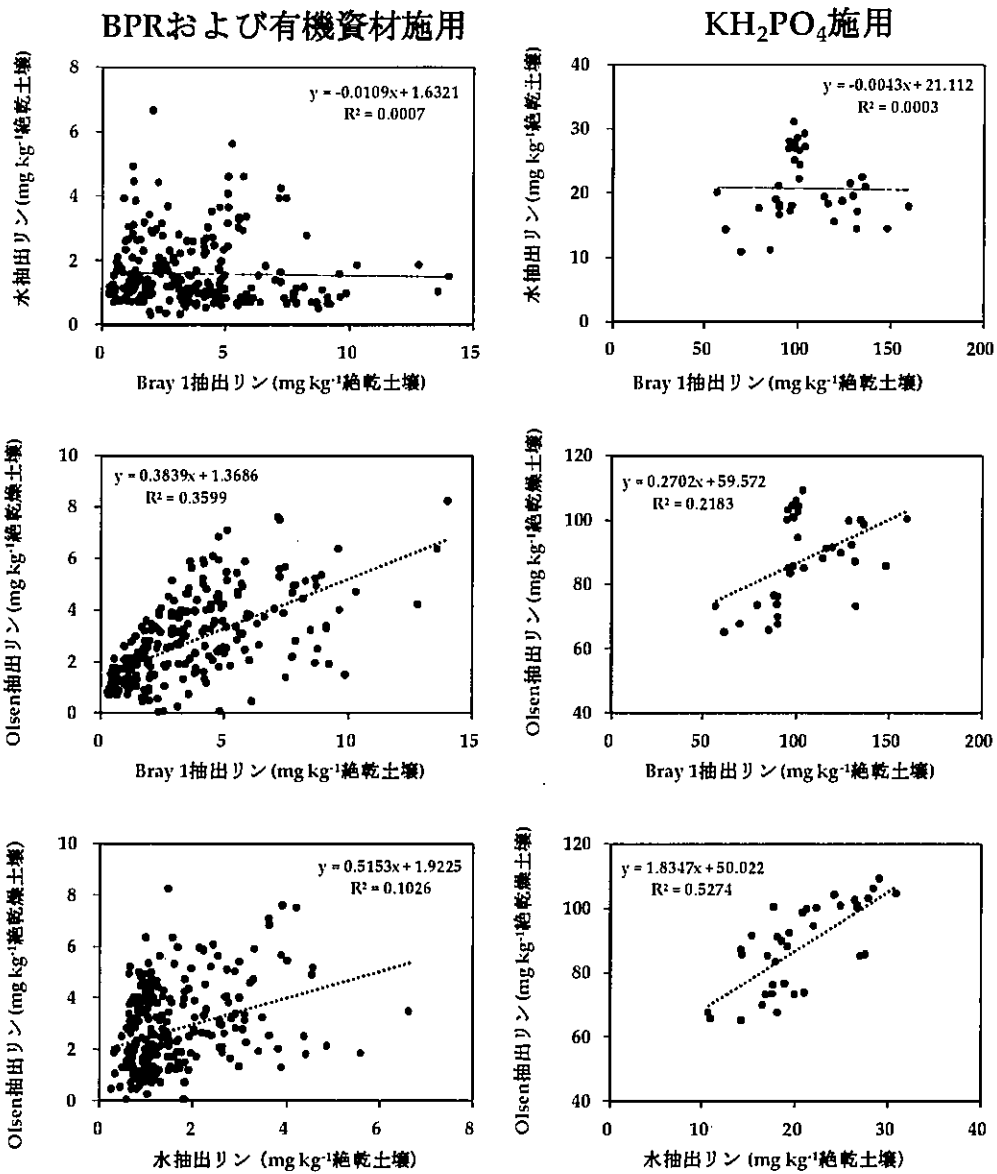 BPRおよび有機資材施用
KH₂PO₄施用
水抽出リン(mg kg⁻¹絶乾土壌)
8
6
4
2
0
y = -0.0109x + 1.6321
R² = 0.0007
0
5
10
15
Bray 1抽出リン(mg kg⁻¹絶乾土壌)
水抽出リン(mg kg⁻¹絶乾土壌)
40
30
20
10
0
y = -0.0043x + 21.112
R² = 0.0003
0
50
100
150
200
Bray 1抽出リン(mg kg⁻¹絶乾土壌)
Olsen抽出リン(mg kg⁻¹絶乾燥土壌)
10
8
6
4
2
0
y = 0.3839x + 1.3686
R² = 0.3599
0
5
10
15
Bray 1抽出リン(mg kg⁻¹絶乾土壌)
Olsen抽出リン(mg kg⁻¹絶乾燥土壌)
120
100
80
60
40
y = 0.2702x + 59.572
R² = 0.2183
0
50
100
150
200
Bray 1抽出リン(mg kg⁻¹絶乾土壌)
Olsen抽出リン(mg kg⁻¹絶乾燥土壌)
10
8
6
4
2
0
y = 0.5153x + 1.9225
R² = 0.1026
0
2
4
6
8
水抽出リン (mg kg⁻¹絶乾土壌)
Olsen抽出リン(mg kg⁻¹絶乾燥土壌)
120
100
80
60
40
y = 1.8347x + 50.022
R² = 0.5274
0
10
20
30
40
水抽出リン (mg kg⁻¹絶乾土壌)